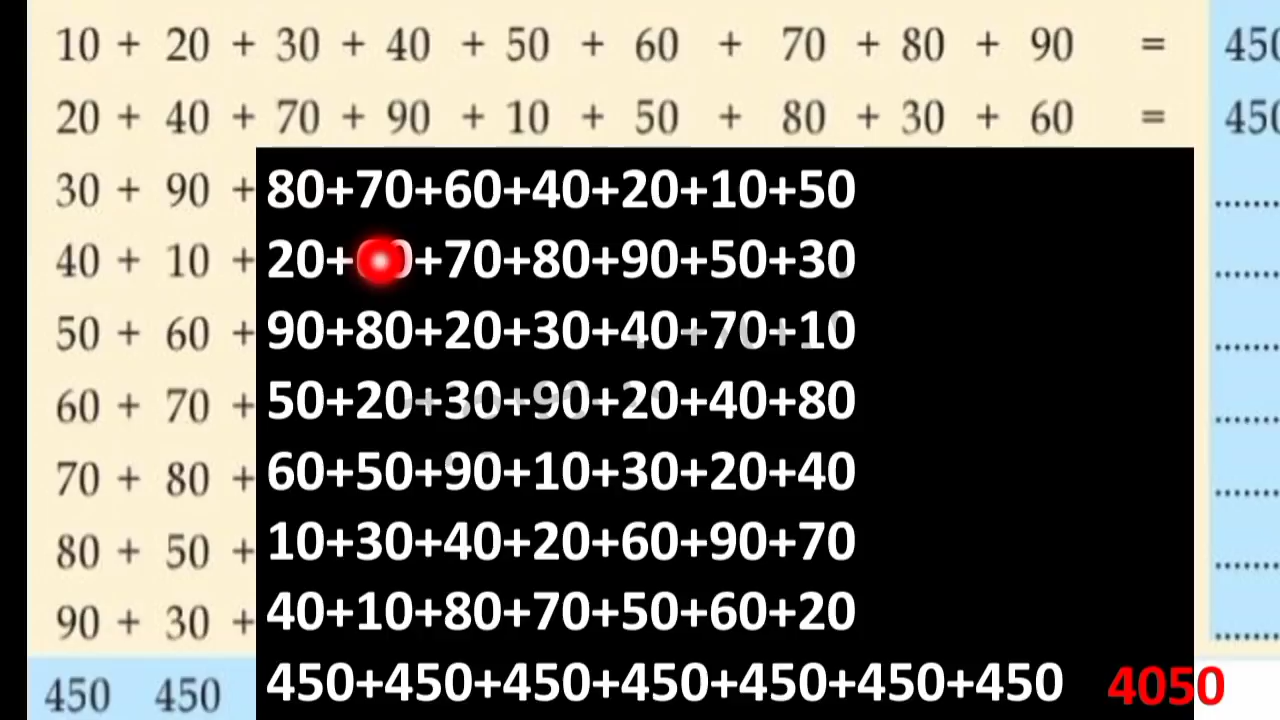 10 + 20 + 30 + 40 + 50 + 60 + 70 + 80 + 90 = 450
20 + 40 + 70 + 90 + 10 + 50 + 80 + 30 + 60 = 450
30 + 90 + 80+70+60+40+20+10+50 ......
40 + 10 + 20+ +70+80+90+50+30 ......
50 + 60 + 90+80+20+30+40+70+10 ......
60 + 70 + 50+20+30+90+20+40+80 ......
70 + 80 + 60+50+90+10+30+20+40 ......
80 + 50 + 10+30+40+20+60+90+70 ......
90 + 30 + 40+10+80+70+50+60+20 ......
450 450 450+450+450+450+450+450+450 4050